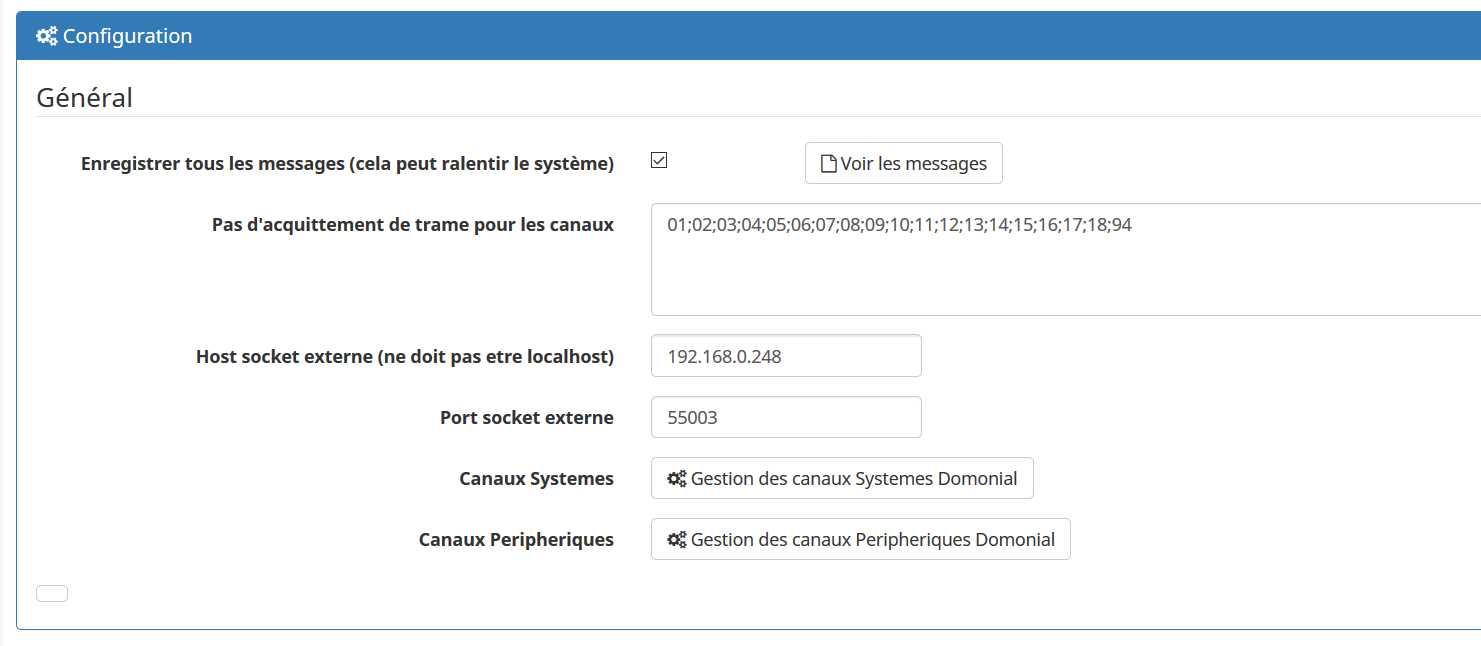 Configuration
Général
Enregistrer tous les messages (cela peut ralentir le système)
Voir les messages
Pas d'acquittement de trame pour les canaux
01;02;03;04;05;06;07;08;09;10;11;12;13;14;15;16;17;18;94
Host socket externe (ne doit pas etre localhost)
192.168.0.248
Port socket externe
55003
Canaux Systemes
Gestion des canaux Systemes Domonial
Canaux Peripheriques
Gestion des canaux Peripheriques Domonial